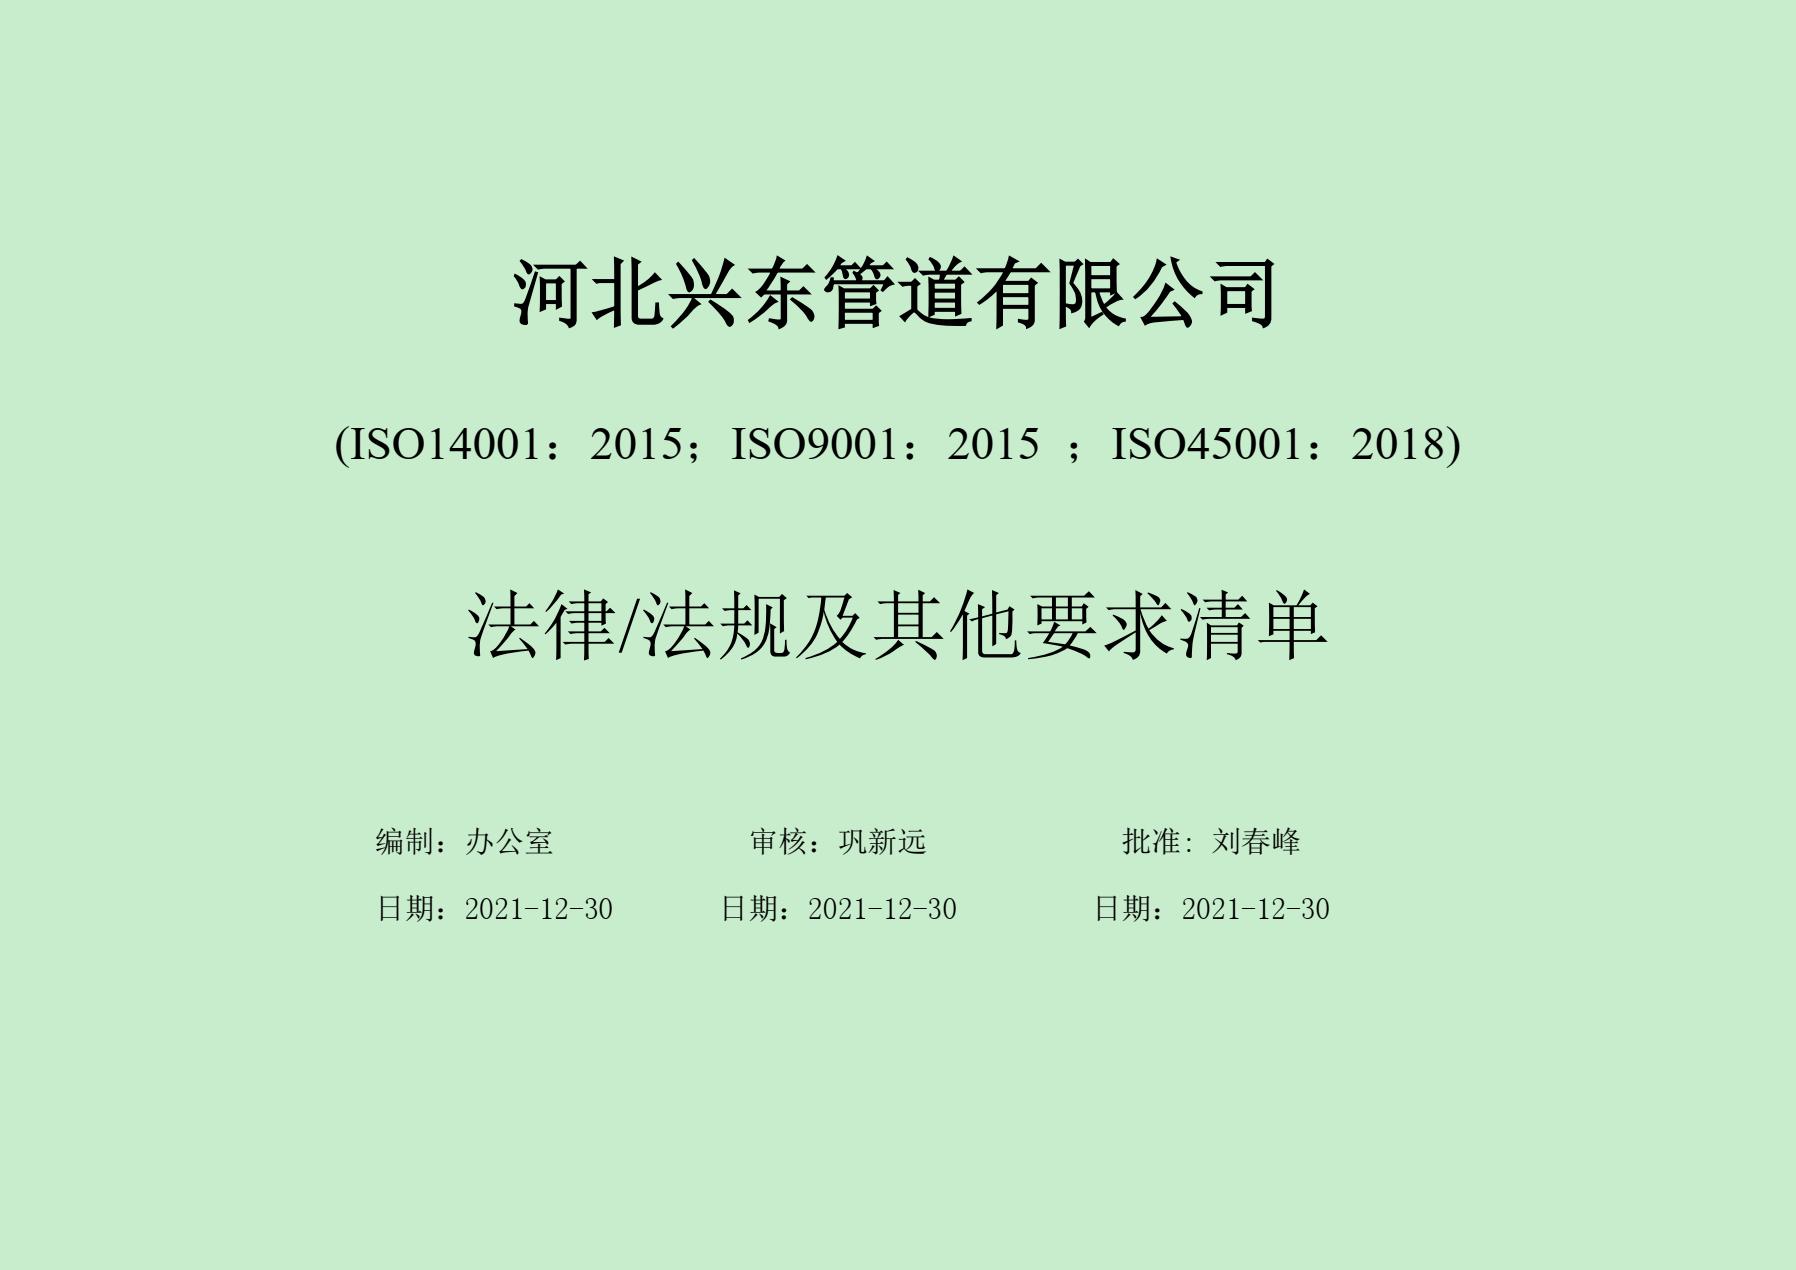 河北兴东管道有限公司
(ISO14001：2015；ISO9001：2015 ；ISO45001：2018)
法律/法规及其他要求清单
编制：办公室 审核：巩新远 批准: 刘春峰
日期：2021-12-30 日期：2021-12-30 日期：2021-12-30